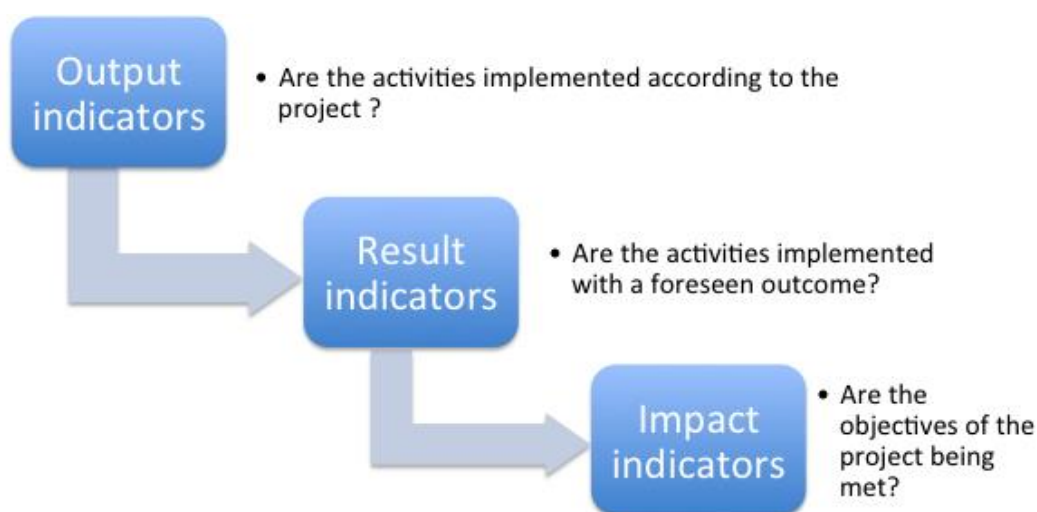 Output
indicators
• Are the activities implemented according to the
project ?
Result
indicators
• Are the activities implemented
with a foreseen outcome?
Impact
indicators
• Are the
objectives of the
project being
met?